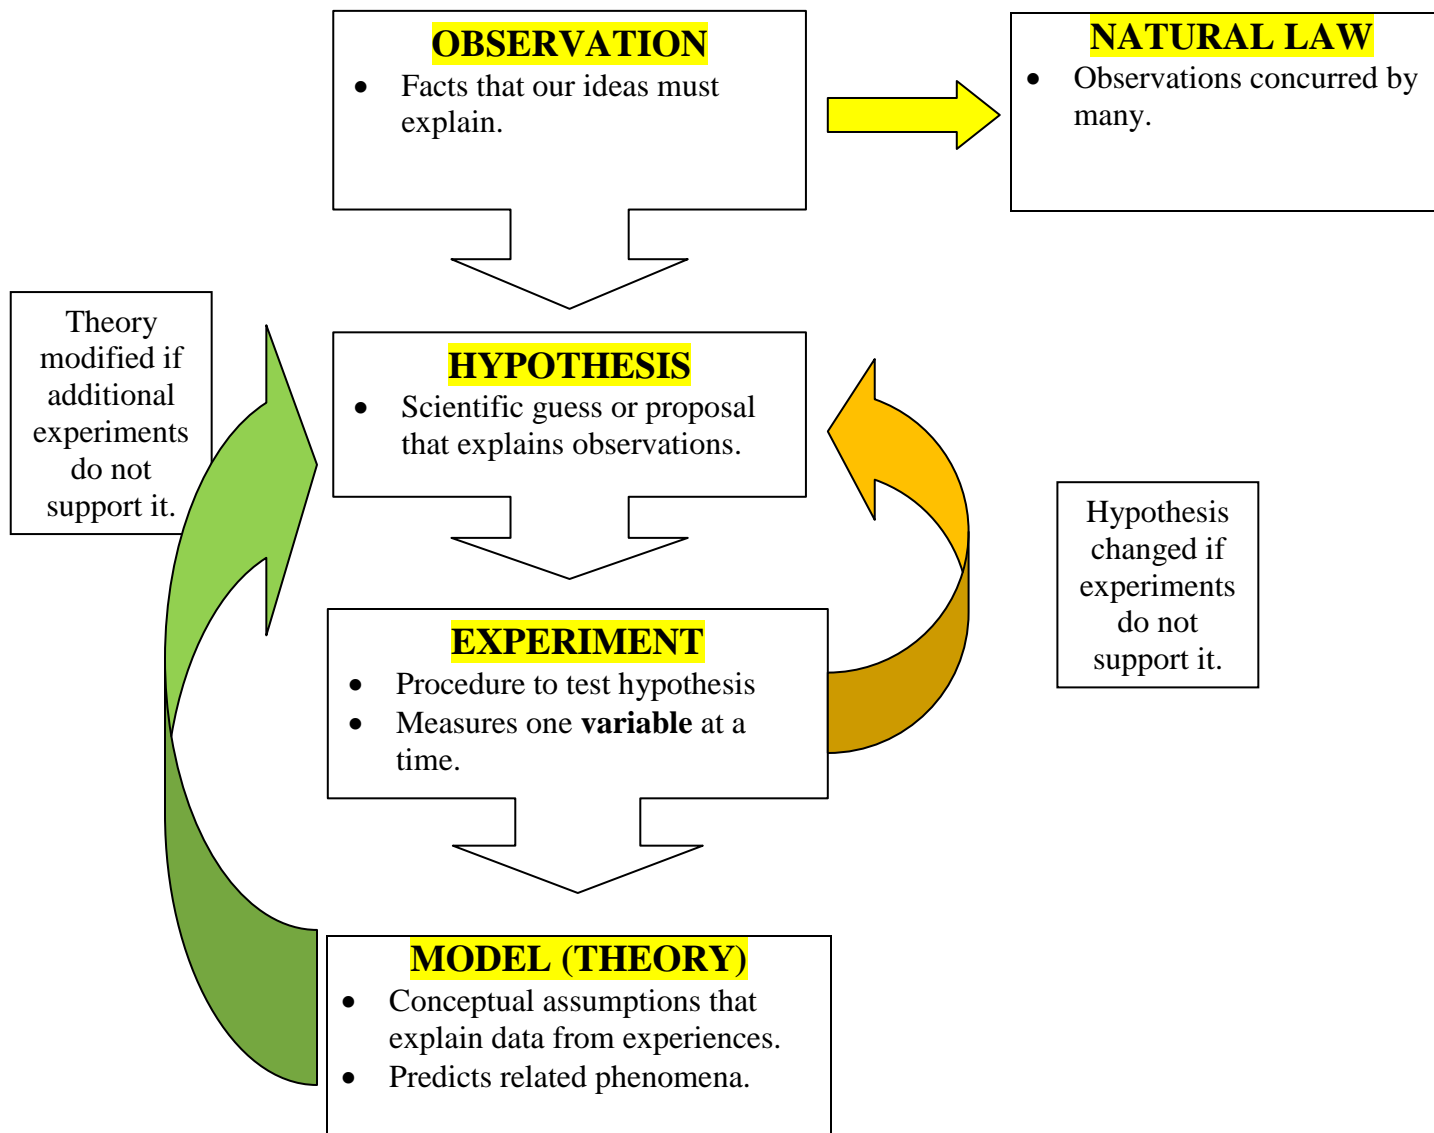 OBSERVATION
• Facts that our ideas must
explain.
NATURAL LAW
• Observations concurred by
many.
Theory
modified if
additional
experiments
do not
support it.
HYPOTHESIS
• Scientific guess or proposal
that explains observations.
Hypothesis
changed if
experiments
do not
support it.
EXPERIMENT
• Procedure to test hypothesis
• Measures one variable at a
time.
MODEL (THEORY)
• Conceptual assumptions that
explain data from experiences.
• Predicts related phenomena.